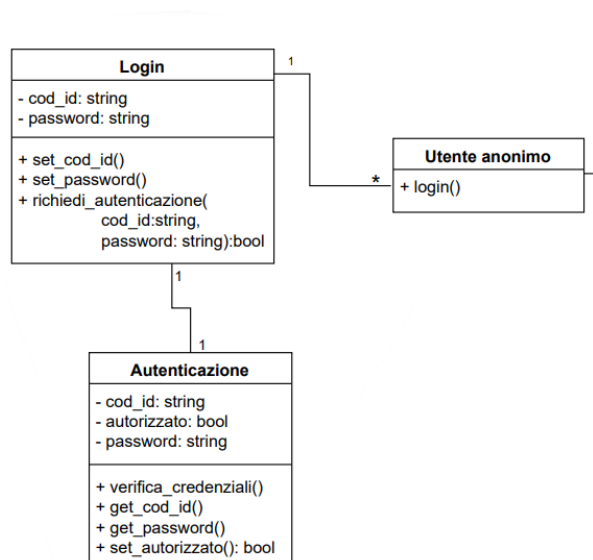 Login
- cod_id: string
- password: string
+ set_cod_id()
+ set_password()
+ richiedi_autenticazione(
cod_id:string,
password: string):bool
1
*
Utente anonimo
+ login()
1
1
Autenticazione
- cod_id: string
- autorizzato: bool
- password: string
+ verifica_credenziali()
+ get_cod_id()
+ get_password()
+ set_autorizzato(): bool